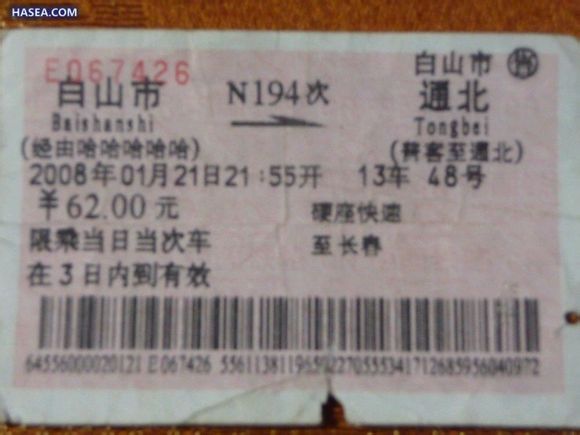 HASEA.COM
E067426
白山市 售
白山市 N194次 通北
Baishanshi Tongbei
(经由哈哈哈哈哈) (普客至通北)
2008年01月21日21:55开 13车 48号
¥62.00元 硬座快速
限乘当日当次车 至长春
在3日内到有效